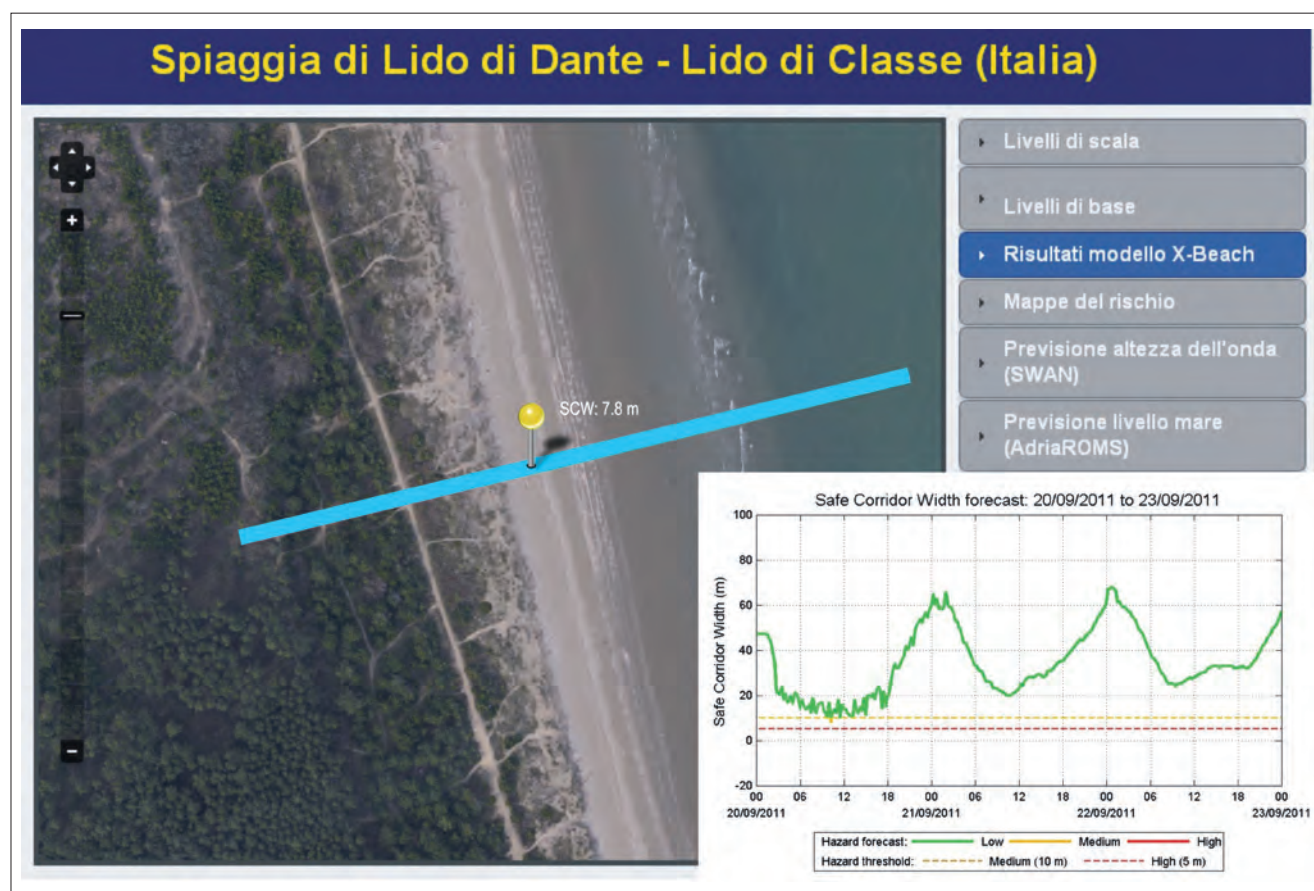 Spiaggia di Lido di Dante - Lido di Classe (Italia)
+
SCW: 7.8 m
−
Livelli di scala
Livelli di base
Risultati modello X-Beach
Mappe del rischio
Previsione altezza dell'onda
(SWAN)
Previsione livello mare
(AdriaROMS)
Safe Corridor Width forecast: 20/09/2011 to 23/09/2011
Safe Corridor Width (m)
100
80
60
40
20
0
-20
00 06 12 18 00 06 12 18 00 06 12 18 00
20/09/2011 21/09/2011 22/09/2011 23/09/2011
Hazard forecast: Low Medium High
Hazard threshold: Medium (10 m) High (5 m)